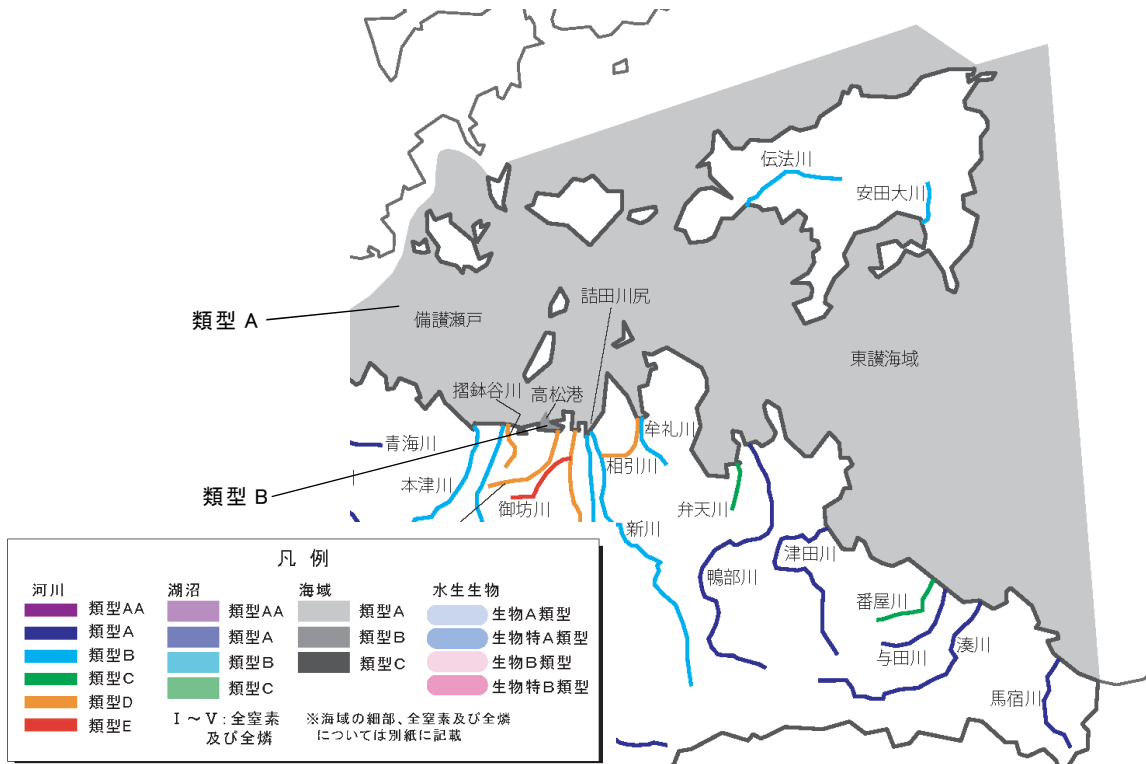 伝法川
安田大川
詰田川尻
類型 A
備讃瀬戸
東讃海域
摺鉢谷川
高松港
牟礼川
青海川
相引川
本津川
類型 B
御坊川
弁天川
新川
津田川
鴨部川
番屋川
与田川
湊川
馬宿川
凡 例
河川
類型AA
類型A
類型B
類型C
類型D
類型E
湖沼
類型AA
類型A
類型B
類型C
Ⅰ～Ⅴ:全窒素
及び全燐
海域
類型A
類型B
類型C
※海域の細部、全窒素及び全燐
については別紙に記載
水生生物
生物A類型
生物特A類型
生物B類型
生物特B類型